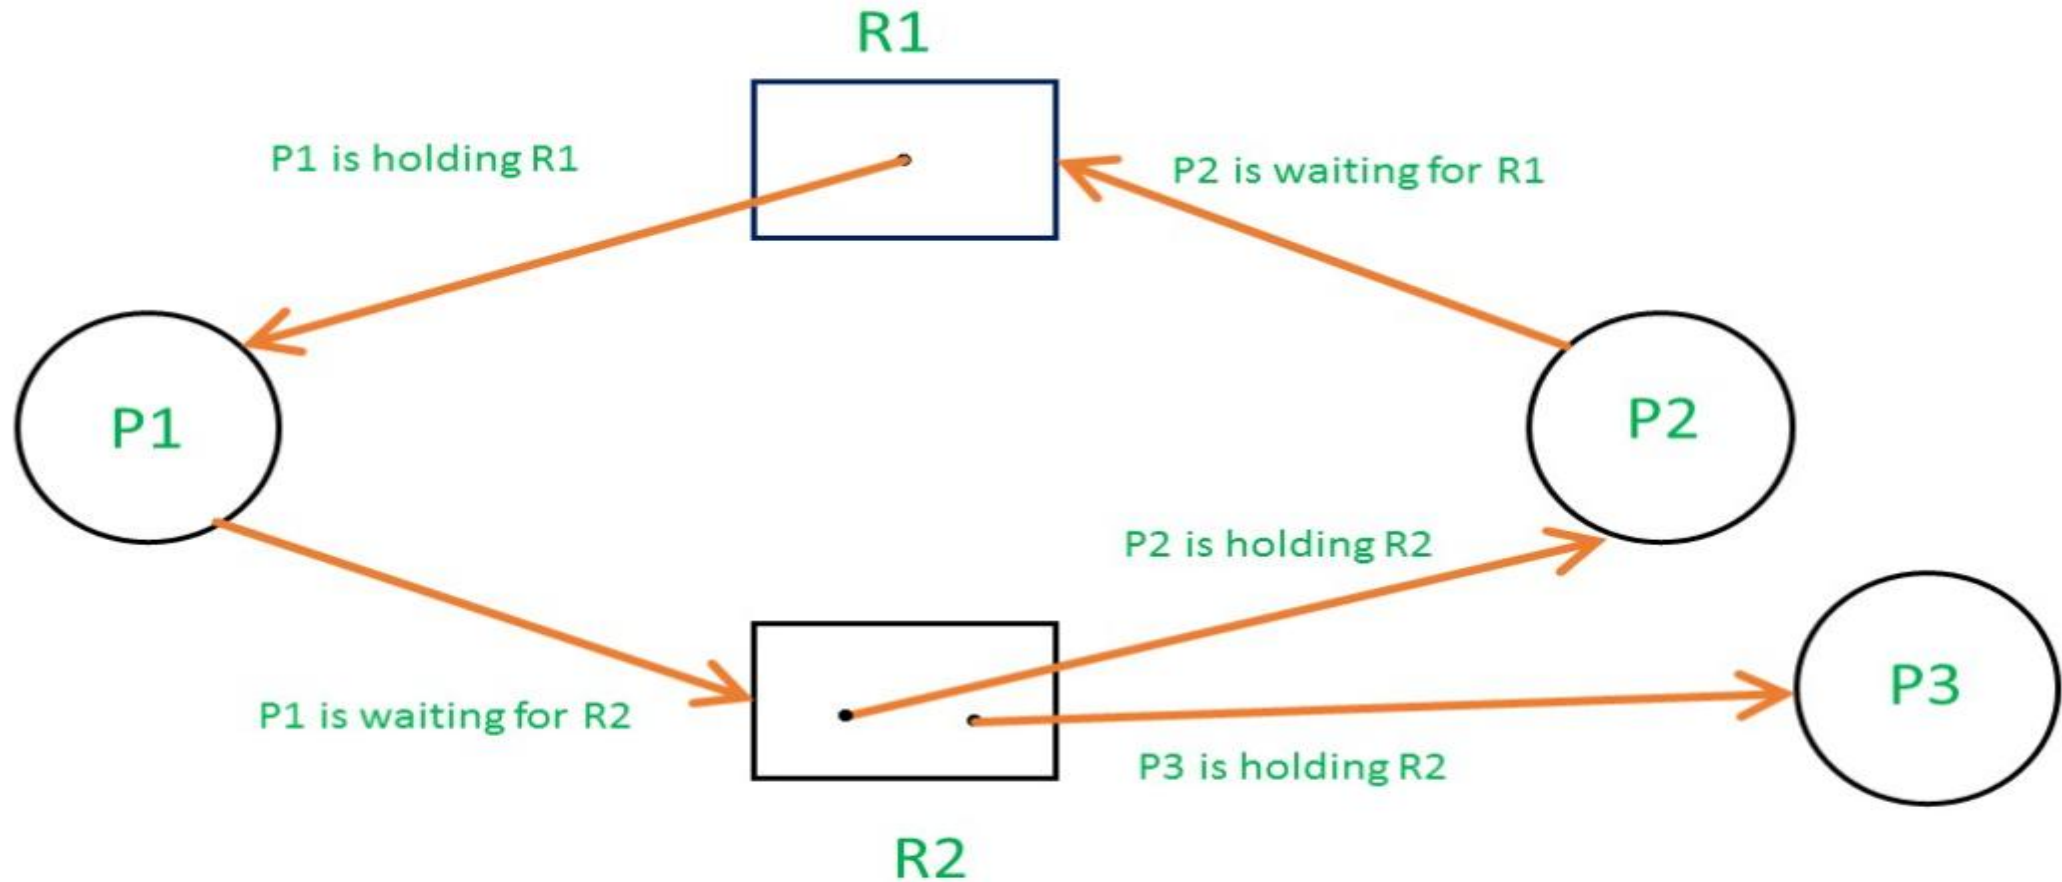 R1
P1 is holding R1
P2 is waiting for R1
P1
P2
P2 is holding R2
P3
P1 is waiting for R2
P3 is holding R2
R2